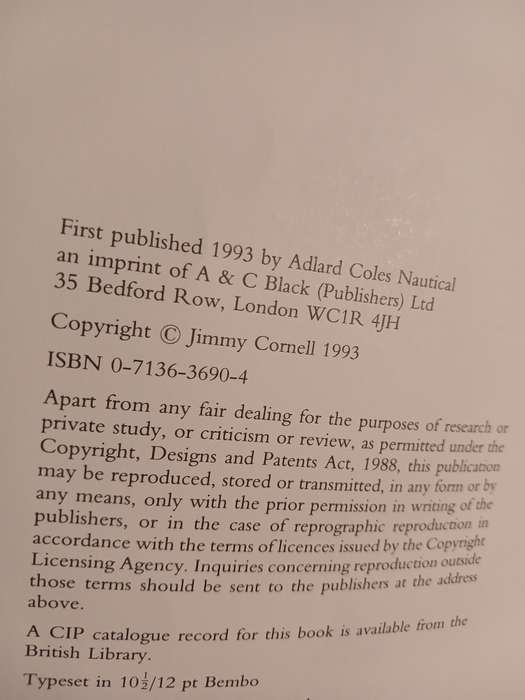 First published 1993 by Adlard Coles Nautical
an imprint of A & C Black (Publishers) Ltd
35 Bedford Row, London WC1R 4JH
Copyright © Jimmy Cornell 1993
ISBN 0-7136-3690-4
Apart from any fair dealing for the purposes of research or
private study, or criticism or review, as permitted under the
Copyright, Designs and Patents Act, 1988, this publication
may be reproduced, stored or transmitted, in any form or by
any means, only with the prior permission in writing of the
publishers, or in the case of reprographic reproduction in
accordance with the terms of licences issued by the Copyright
Licensing Agency. Inquiries concerning reproduction outside
those terms should be sent to the publishers at the address
above.
A CIP catalogue record for this book is available from the
British Library.
Typeset in 10½/12 pt Bembo